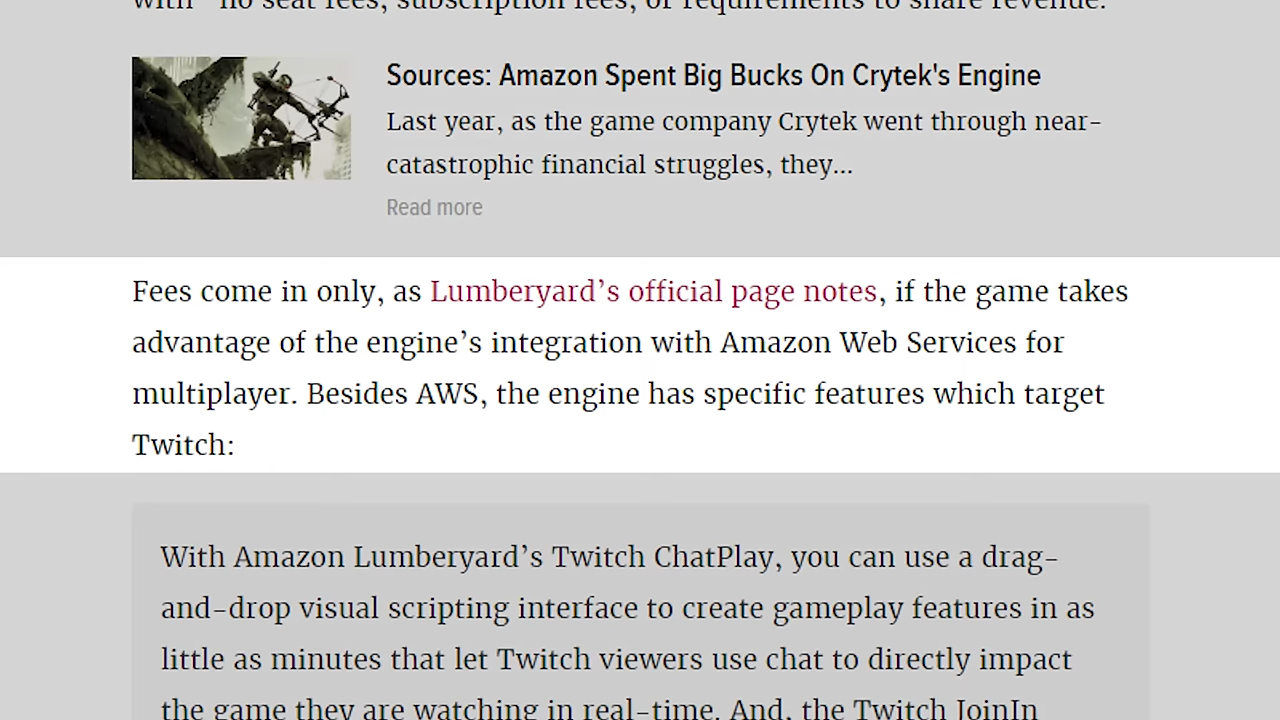 with "no seat fees, subscription fees, or requirements to share revenue."
Sources: Amazon Spent Big Bucks On Crytek's Engine
Last year, as the game company Crytek went through near-
catastrophic financial struggles, they...
Read more
Fees come in only, as Lumberyard’s official page notes, if the game takes
advantage of the engine’s integration with Amazon Web Services for
multiplayer. Besides AWS, the engine has specific features which target
Twitch:
With Amazon Lumberyard’s Twitch ChatPlay, you can use a drag-
and-drop visual scripting interface to create gameplay features in as
little as minutes that let Twitch viewers use chat to directly impact
the game they are watching in real-time. And, the Twitch JoinIn